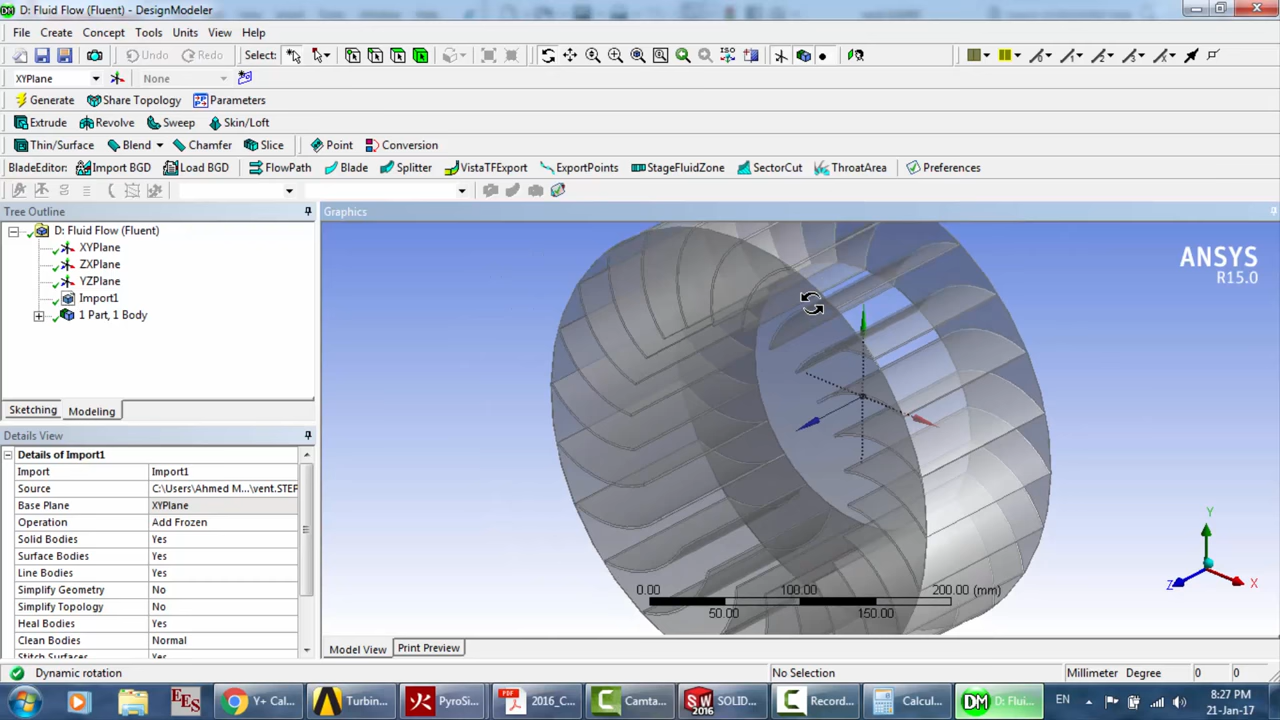 D: Fluid Flow (Fluent) - DesignModeler
File Create Concept Tools Units View Help
Undo Redo Select:
XYPlane None
Generate Share Topology Parameters
Extrude Revolve Sweep Skin/Loft
Thin/Surface Blend Chamfer Slice Point Conversion
BladeEditor: Import BGD Load BGD FlowPath Blade Splitter VistaTFExport ExportPoints StageFluidZone SectorCut ThroatArea Preferences
Tree Outline
Graphics
D: Fluid Flow (Fluent)
XYPlane
ZXPlane
YZPlane
Import1
1 Part, 1 Body
ANSYS
R15.0
Sketching Modeling
Details View
Details of Import1
Import Import1
Source C:\Users\Ahmed M...\vent.STEP
Base Plane XYPlane
Operation Add Frozen
Solid Bodies Yes
Surface Bodies Yes
Line Bodies Yes
Simplify Geometry No
Simplify Topology No
Heal Bodies Yes
Clean Bodies Normal
Stitch Surfaces Yes
0.00 100.00 200.00 (mm)
50.00 150.00
Y
Z
X
Model View Print Preview
Dynamic rotation No Selection Millimeter Degree 0 0
EES Y+ Cal... Turbin... PyroSi... 2016_C... Camta... SOLID... Record... Calcul... D: Flui... EN 8:27 PM
21-Jan-17